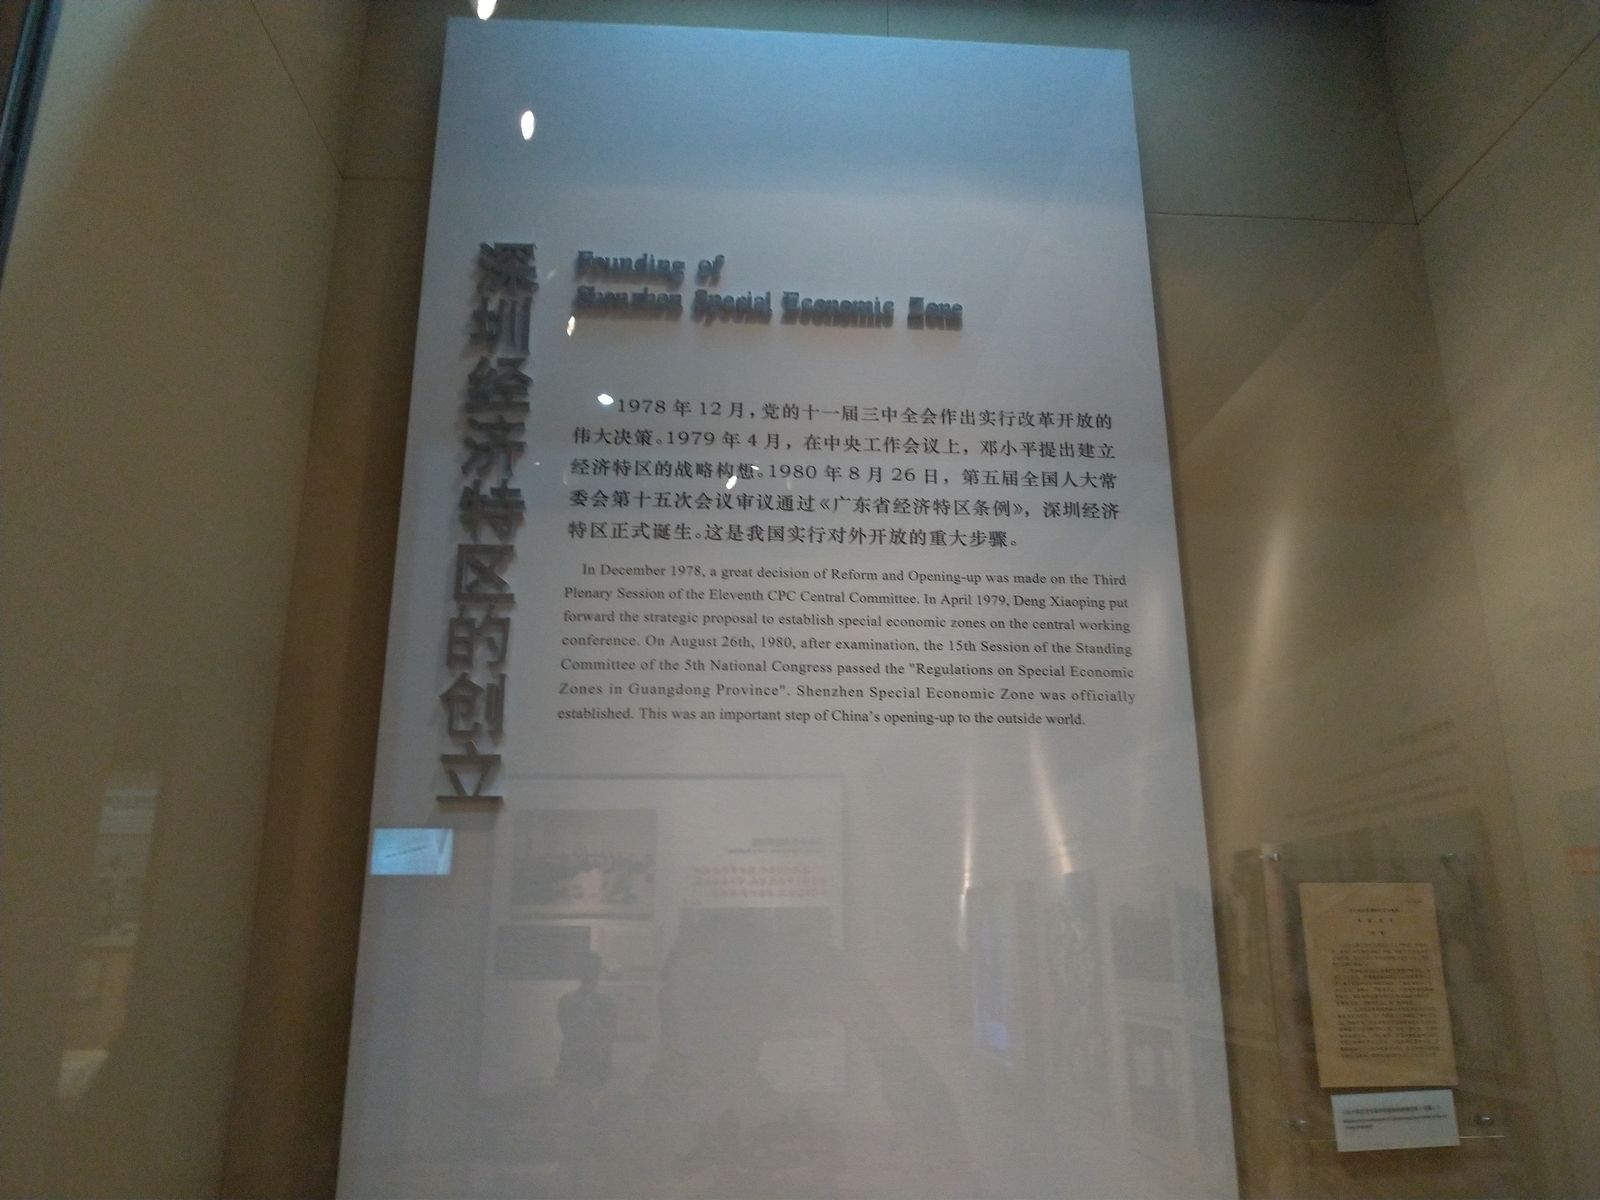 深圳经济特区的创立
Founding of
Shenzhen Special Economic Zone
1978 年 12 月，党的十一届三中全会作出实行改革开放的
伟大决策。1979 年 4 月，在中央工作会议上，邓小平提出建立
经济特区的战略构想。1980 年 8 月 26 日，第五届全国人大常
委会第十五次会议审议通过《广东省经济特区条例》，深圳经济
特区正式诞生。这是我国实行对外开放的重大步骤。
In December 1978, a great decision of Reform and Opening-up was made on the Third
Plenary Session of the Eleventh CPC Central Committee. In April 1979, Deng Xiaoping put
forward the strategic proposal to establish special economic zones on the central working
conference. On August 26th, 1980, after examination, the 15th Session of the Standing
Committee of the 5th National Congress passed the "Regulations on Special Economic
Zones in Guangdong Province". Shenzhen Special Economic Zone was officially
established. This was an important step of China's opening-up to the outside world.